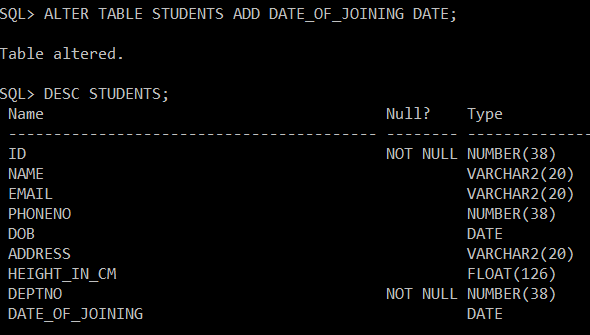 SQL> ALTER TABLE STUDENTS ADD DATE_OF_JOINING DATE;
Table altered.
SQL> DESC STUDENTS;
Name Null? Type
----------------------------------------- -------- --------------
ID NOT NULL NUMBER(38)
NAME VARCHAR2(20)
EMAIL VARCHAR2(20)
PHONENO NUMBER(38)
DOB DATE
ADDRESS VARCHAR2(20)
HEIGHT_IN_CM FLOAT(126)
DEPTNO NOT NULL NUMBER(38)
DATE_OF_JOINING DATE